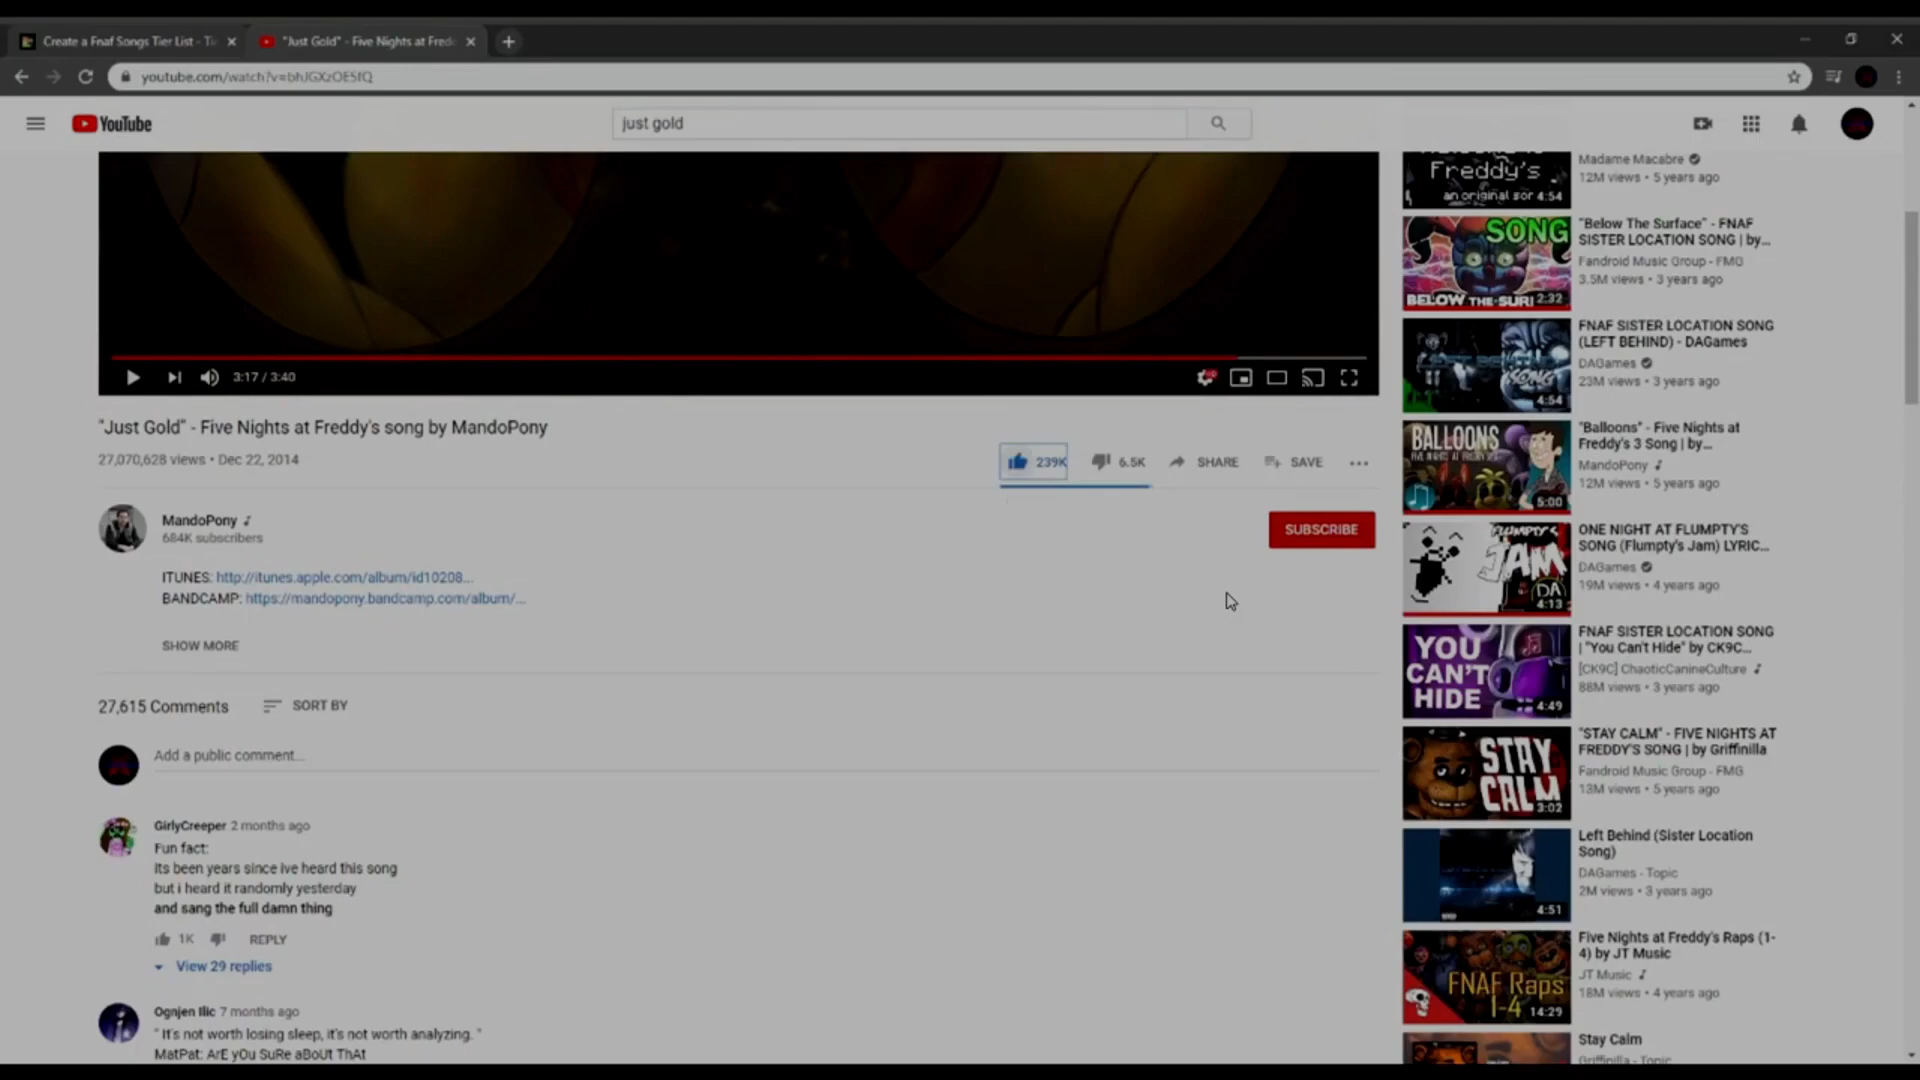 Create a Fnaf Songs Tier List - Ti
"Just Gold" - Five Nights at Fred
youtube.com/watch?v=bhJGXzOE5fQ
YouTube
just gold
3:17 / 3:40
"Just Gold" - Five Nights at Freddy's song by MandoPony
27,070,628 views • Dec 22, 2014
239K
6.5K
SHARE
SAVE
MandoPony
684K subscribers
SUBSCRIBE
ITUNES: http://itunes.apple.com/album/id10208...
BANDCAMP: https://mandopony.bandcamp.com/album/...
SHOW MORE
27,615 Comments
SORT BY
Add a public comment...
GirlyCreeper 2 months ago
Fun fact:
its been years since ive heard this song
but i heard it randomly yesterday
and sang the full damn thing
1K
REPLY
View 29 replies
Ognjen Ilic 7 months ago
" It's not worth losing sleep, it's not worth analyzing. "
MatPat: ArE yOu SuRe aBoUt ThAt
Freddy's
an original sor
4:54
Madame Macabre
12M views • 5 years ago
SONG
BELOW THE SURI
2:32
"Below The Surface" - FNAF
SISTER LOCATION SONG | by...
Fandroid Music Group - FMG
3.5M views • 3 years ago
SONG
4:54
FNAF SISTER LOCATION SONG
(LEFT BEHIND) - DAGames
DAGames
23M views • 3 years ago
BALLOONS
FIVE NIGHTS AT FREDDY'S
5:00
"Balloons" - Five Nights at
Freddy's 3 Song | by...
MandoPony
12M views • 5 years ago
FLUMPTY'S
JAM
DA
4:13
ONE NIGHT AT FLUMPTY'S
SONG (Flumpty's Jam) LYRIC...
DAGames
19M views • 4 years ago
YOU
CAN'T
HIDE
4:49
FNAF SISTER LOCATION SONG
| "You Can't Hide" by CK9C...
[CK9C] ChaoticCanineCulture
88M views • 3 years ago
STAY
CALM
3:02
"STAY CALM" - FIVE NIGHTS AT
FREDDY'S SONG | by Griffinilla
Fandroid Music Group - FMG
13M views • 5 years ago
4:51
Left Behind (Sister Location
Song)
DAGames - Topic
2M views • 3 years ago
FNAF Raps
1-4
14:29
Five Nights at Freddy's Raps (1-
4) by JT Music
JT Music
18M views • 4 years ago
Stay Calm
Griffinilla - Topic